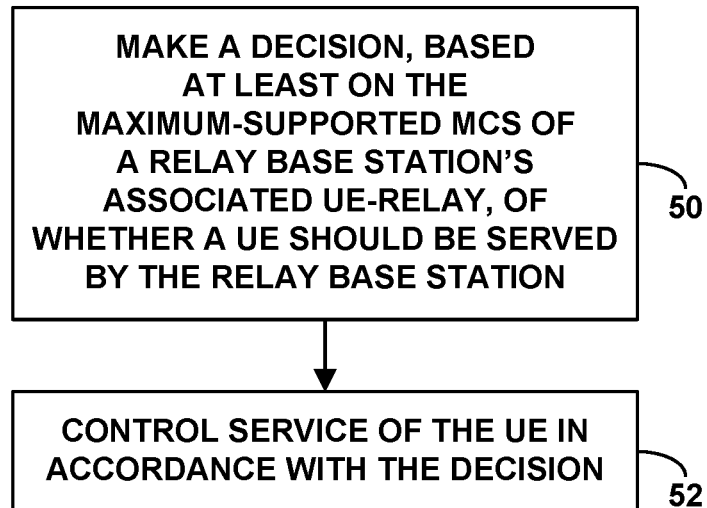 MAKE A DECISION, BASED
AT LEAST ON THE
MAXIMUM-SUPPORTED MCS OF
A RELAY BASE STATION'S
ASSOCIATED UE-RELAY, OF
WHETHER A UE SHOULD BE SERVED
BY THE RELAY BASE STATION
50
CONTROL SERVICE OF THE UE IN
ACCORDANCE WITH THE DECISION
52